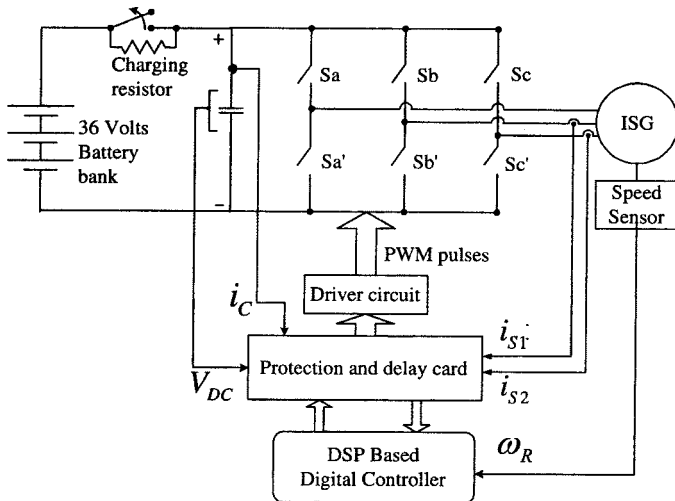 Charging
resistor
+
Sa
Sb
Sc
ISG
36 Volts
Battery
bank
Sa'
Sb'
Sc'
Speed
Sensor
−
PWM pulses
Driver circuit
i_C
i_S1
Protection and delay card
V_DC
i_S2
DSP Based
Digital Controller
ω_R